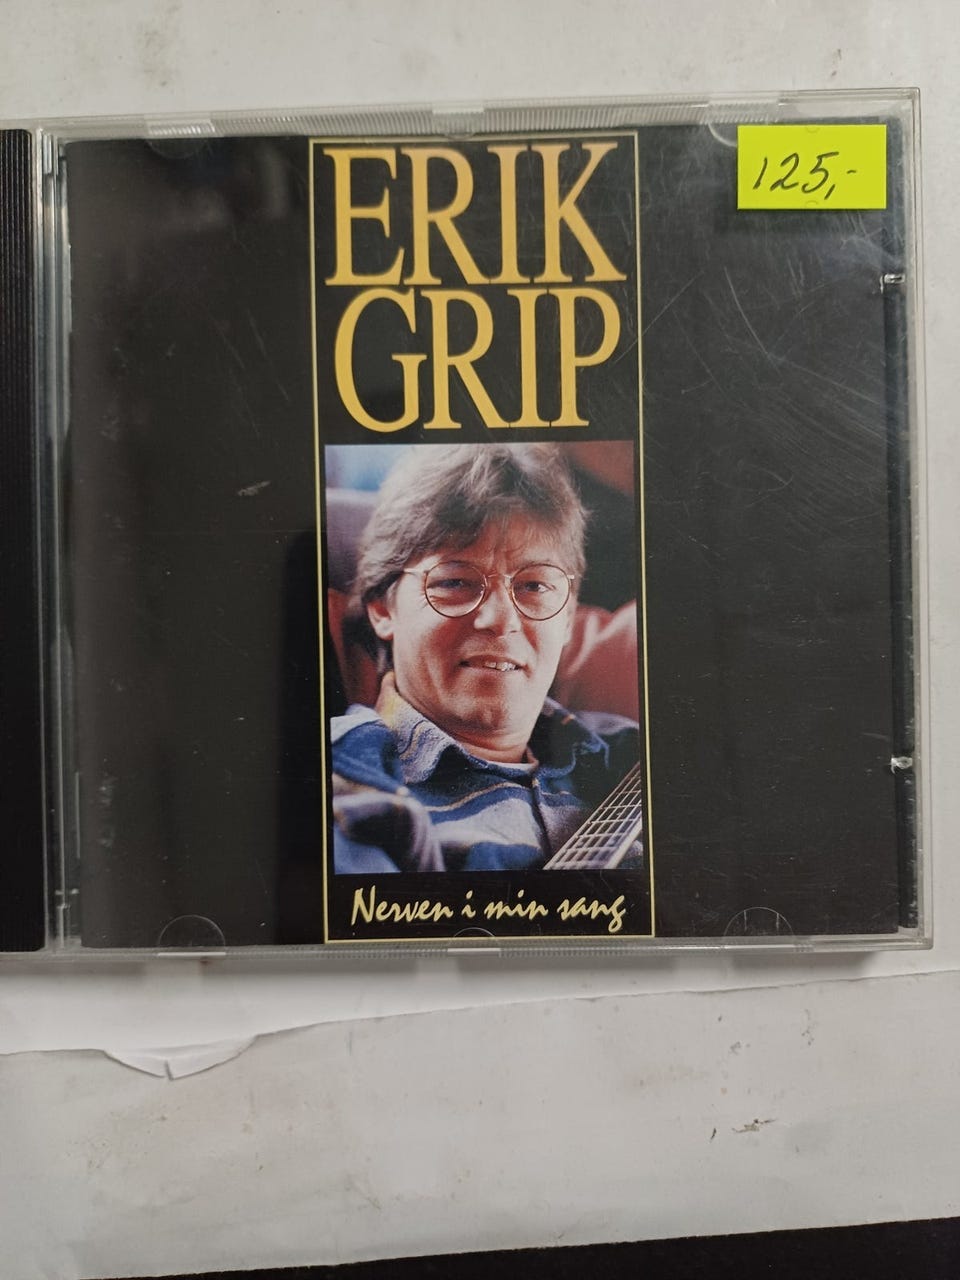 125,-
ERIK
GRIP
Nerven i min sang